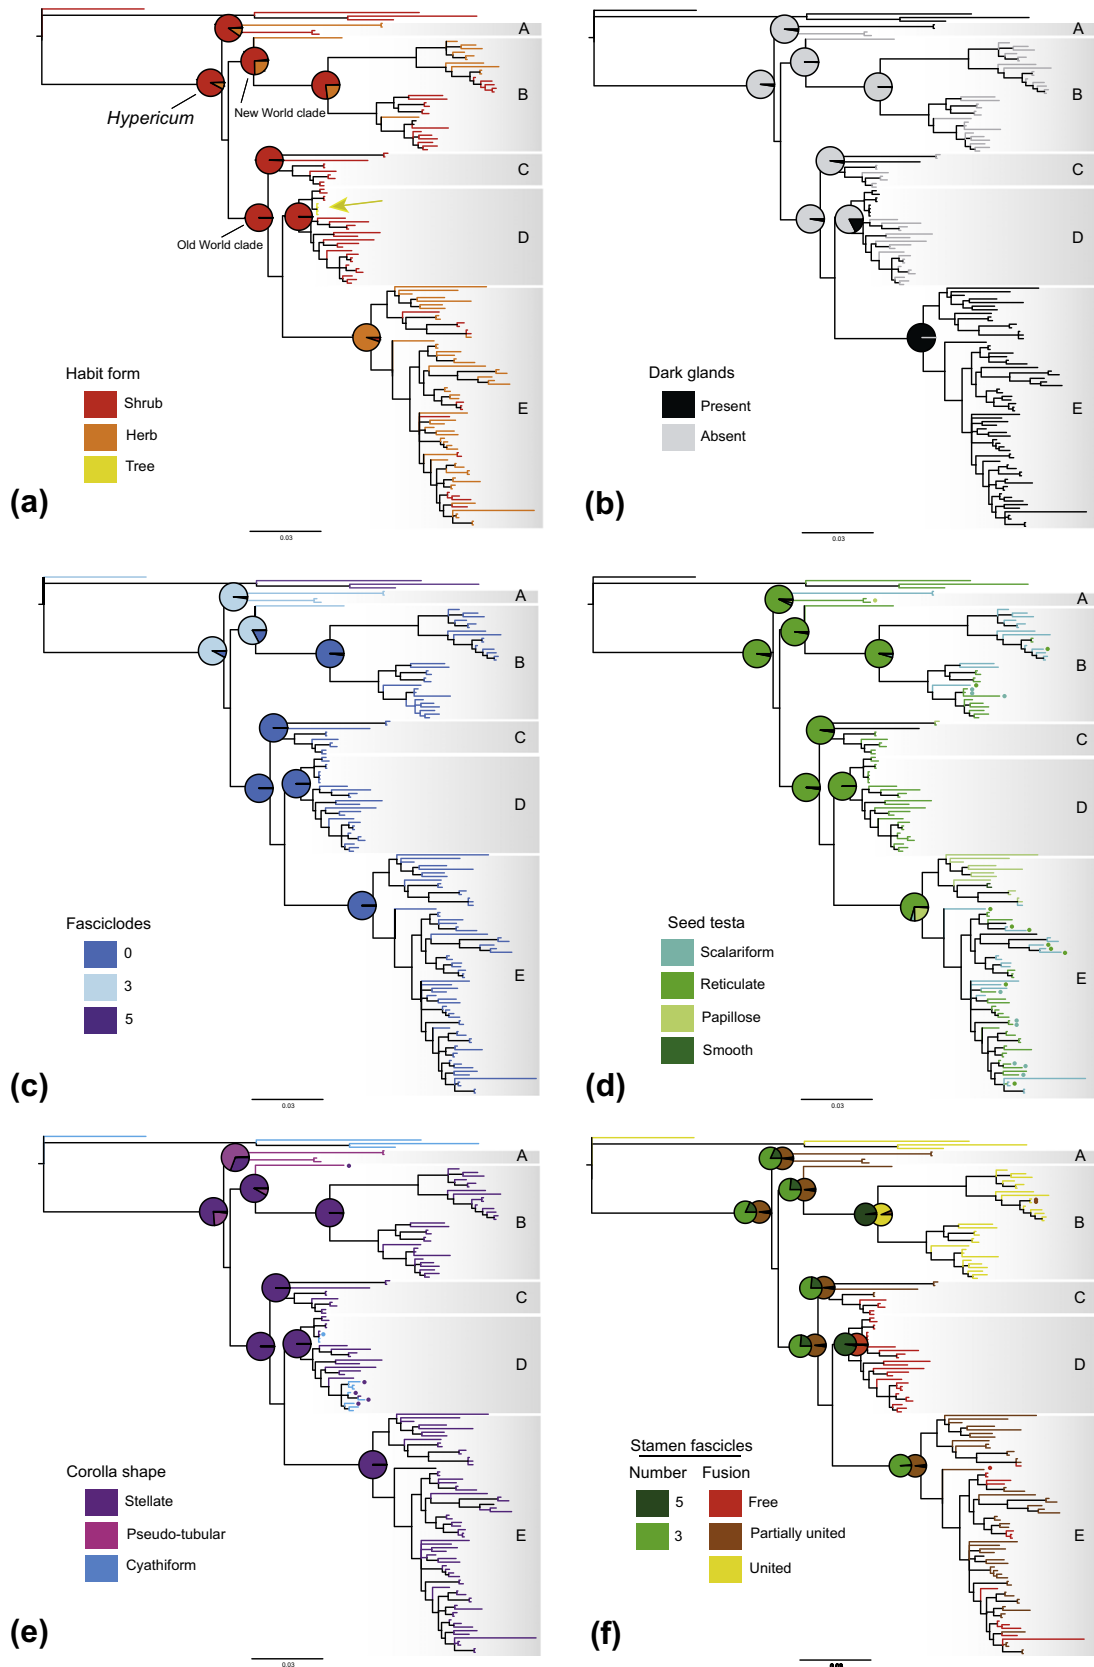 A
B
New World clade
Hypericum
C
D
Old World clade
Habit form
Shrub
Herb
Tree
E
(a)
0.03
A
B
C
D
Dark glands
Present
Absent
E
(b)
0.03
A
B
C
D
Fasciclodes
0
3
5
E
(c)
0.03
A
B
C
D
Seed testa
Scalariform
Reticulate
Papillose
Smooth
E
(d)
0.03
A
B
C
D
Corolla shape
Stellate
Pseudo-tubular
Cyathiform
E
(e)
0.03
A
B
C
D
Stamen fascicles
Number Fusion
5 Free
3 Partially united
United
E
(f)